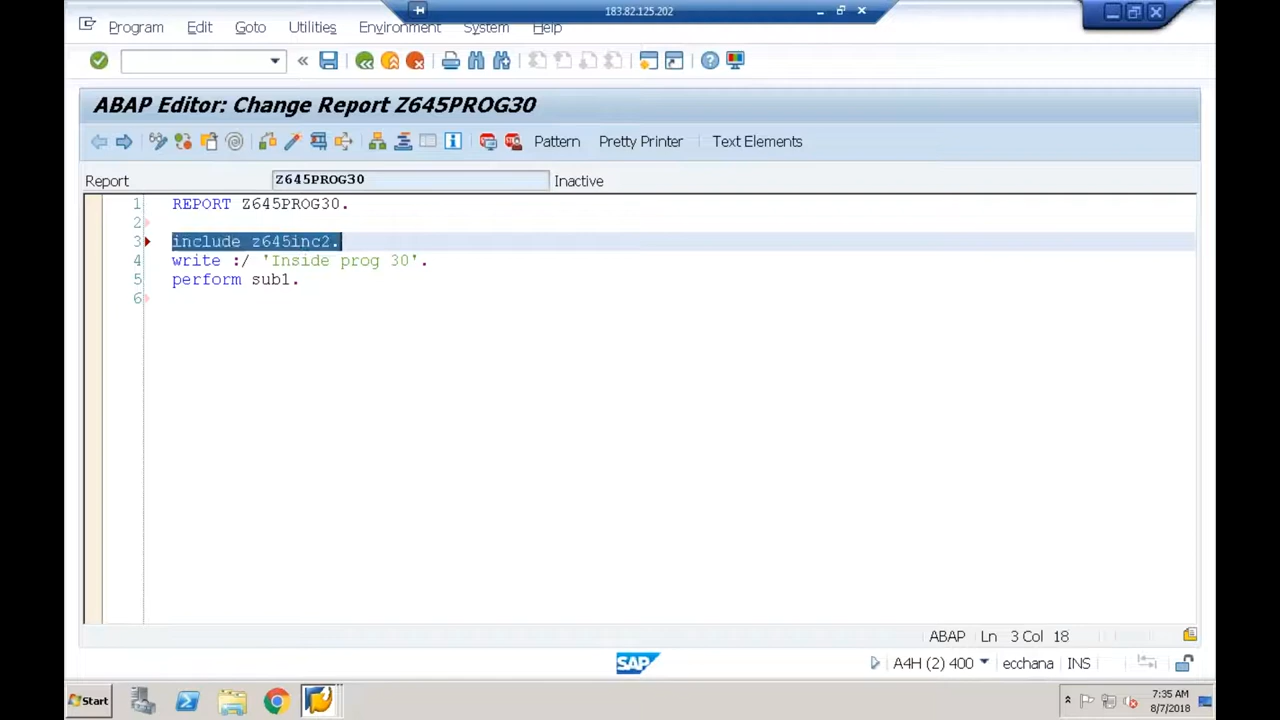 183.82.125.202
Program Edit Goto Utilities Environment System Help
ABAP Editor: Change Report Z645PROG30
Pattern Pretty Printer Text Elements
Report Z645PROG30 Inactive
1 REPORT Z645PROG30.
2
3 include z645inc2.
4 write :/ 'Inside prog 30'.
5 perform sub1.
6
ABAP Ln 3 Col 18
SAP A4H (2) 400 ecchana INS
Start 7:35 AM
8/7/2018